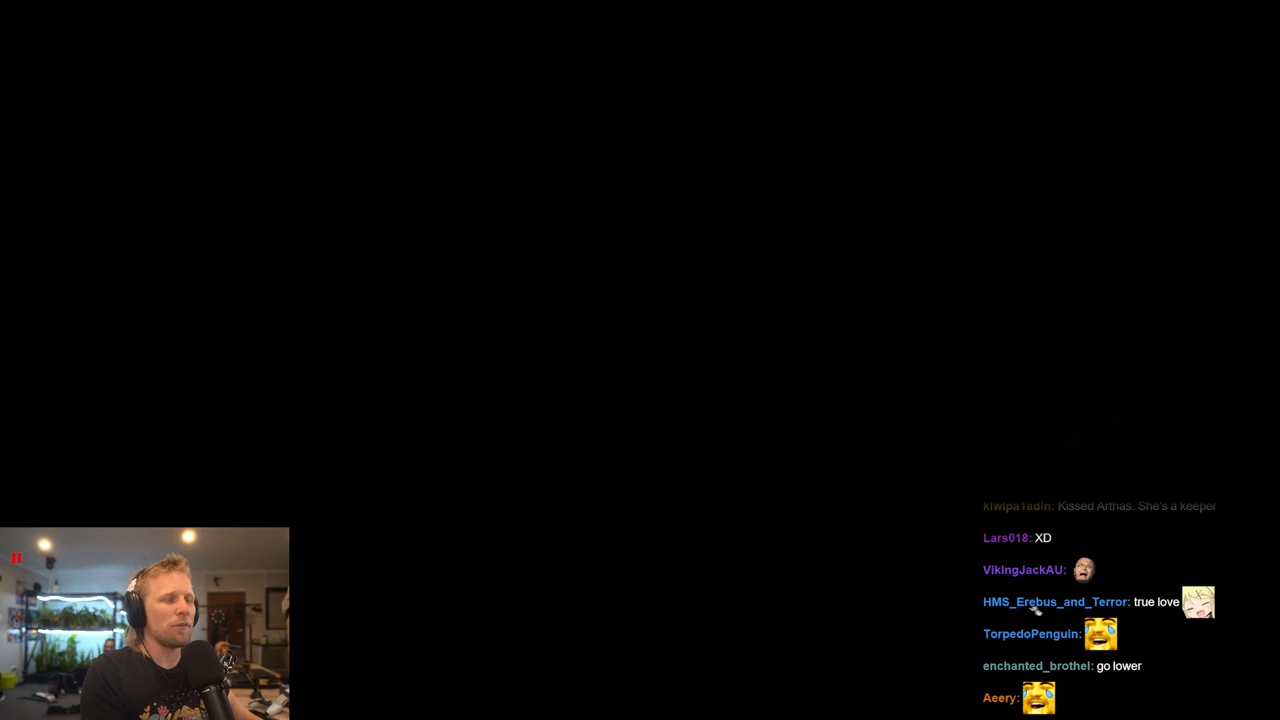 kiwipa1adin: Kissed Arthas. She's a keeper
Lars018: XD
VikingJackAU:
HMS_Erebus_and_Terror: true love
TorpedoPenguin:
enchanted_brothel: go lower
Aeery: